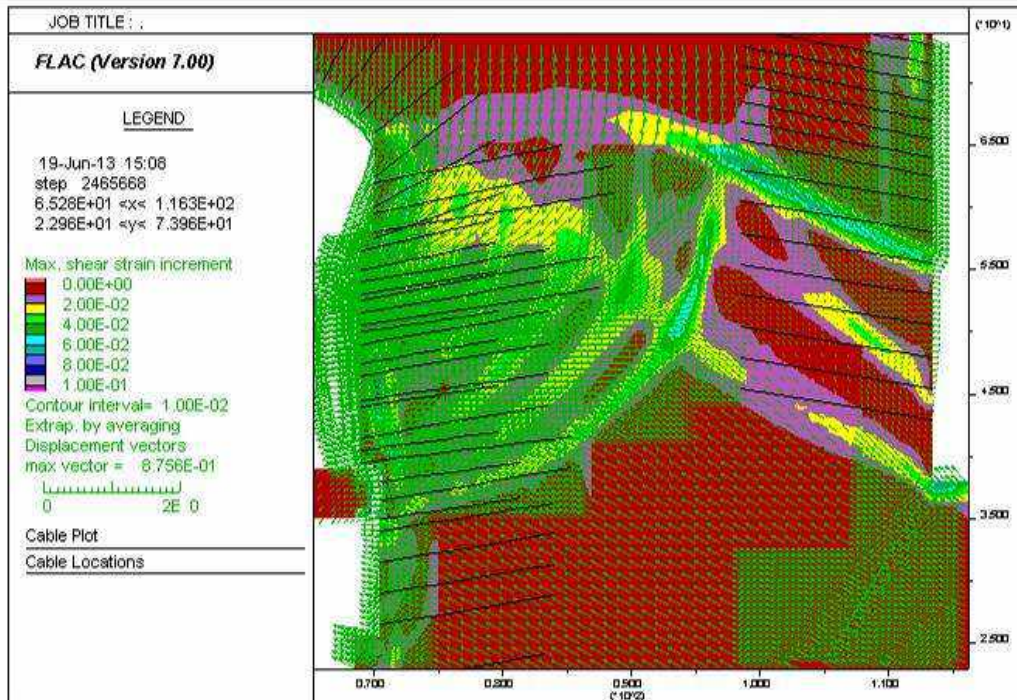 JOB TITLE : .
FLAC (Version 7.00)
LEGEND
19-Jun-13 15:08
step 2465668
6.528E+01 <x< 1.163E+02
2.296E+01 <y< 7.396E+01
Max. shear strain increment
0.00E+00
2.00E-02
4.00E-02
6.00E-02
8.00E-02
1.00E-01
Contour interval= 1.00E-02
Extrap. by averaging
Displacement vectors
max vector = 8.756E-01
0 2E 0
Cable Plot
Cable Locations
(*10^1)
6.500
5.500
4.500
3.500
2.500
0.700 0.800 0.900 1.000 1.100
(*10^2)